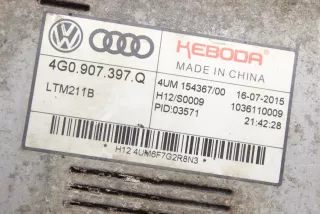 KEBODA
MADE IN CHINA
4G0.907.397.Q
LTM211B
4UM 154367/00 16-07-2015
H12/S0009 1036110009
PID:03571 21:42:28
H12 4UM6F7G2R8N3